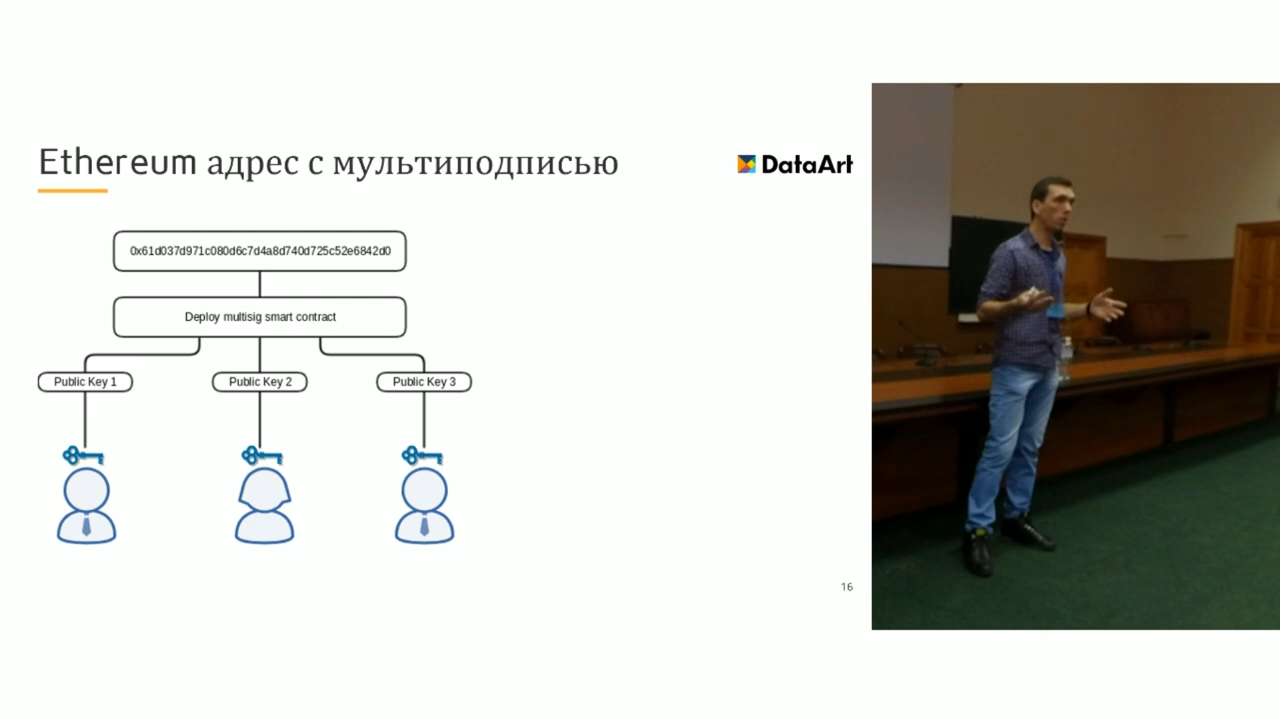 Ethereum адрес с мультиподписью
DataArt
0x61d037d971c080d6c7d4a8d740d725c52e6842d0
Deploy multisig smart contract
Public Key 1
Public Key 2
Public Key 3
16